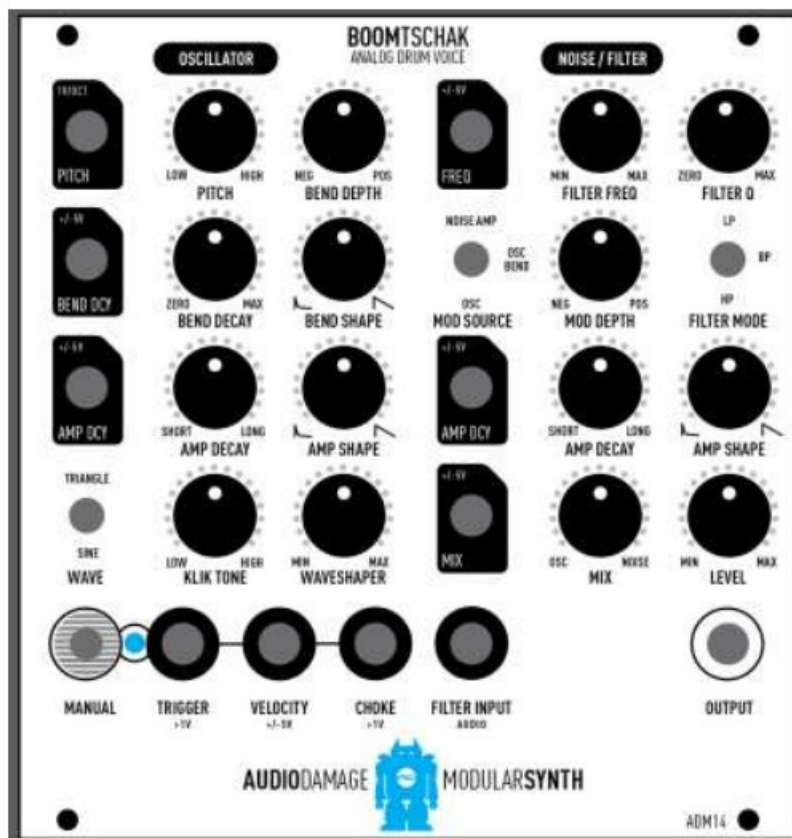 BOOMTSCHAK
ANALOG DRUM VOICE
OSCILLATOR
NOISE / FILTER
1V/OCT
PITCH
LOW HIGH
PITCH
NEG POS
BEND DEPTH
+/-5V
FREQ
MIN MAX
FILTER FREQ
ZERO MAX
FILTER Q
+/-5V
BEND DCY
ZERO MAX
BEND DECAY
BEND SHAPE
NOISE AMP
OSC
BEND
OSC
MOD SOURCE
NEG POS
MOD DEPTH
LP
BP
HP
FILTER MODE
+/-5V
AMP DCY
SHORT LONG
AMP DECAY
AMP SHAPE
+/-5V
AMP DCY
SHORT LONG
AMP DECAY
AMP SHAPE
TRIANGLE
SINE
WAVE
LOW HIGH
KLIK TONE
MIN MAX
WAVESHAPER
+/-5V
MIX
OSC NOISE
MIX
MIN MAX
LEVEL
MANUAL
TRIGGER
>1V
VELOCITY
+/-5V
CHOKE
>1V
FILTER INPUT
AUDIO
OUTPUT
AUDIODAMAGE MODULARSYNTH
ADM14